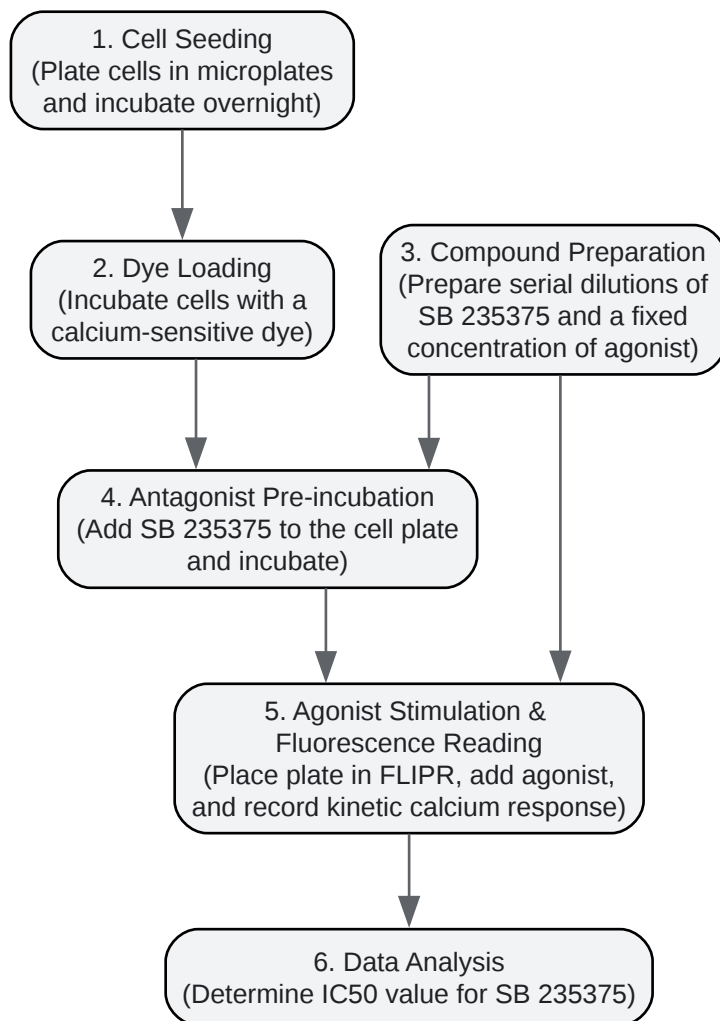 1. Cell Seeding
(Plate cells in microplates
and incubate overnight)
2. Dye Loading
(Incubate cells with a
calcium-sensitive dye)
3. Compound Preparation
(Prepare serial dilutions of
SB 235375 and a fixed
concentration of agonist)
4. Antagonist Pre-incubation
(Add SB 235375 to the cell plate
and incubate)
5. Agonist Stimulation &
Fluorescence Reading
(Place plate in FLIPR, add agonist,
and record kinetic calcium response)
6. Data Analysis
(Determine IC50 value for SB 235375)